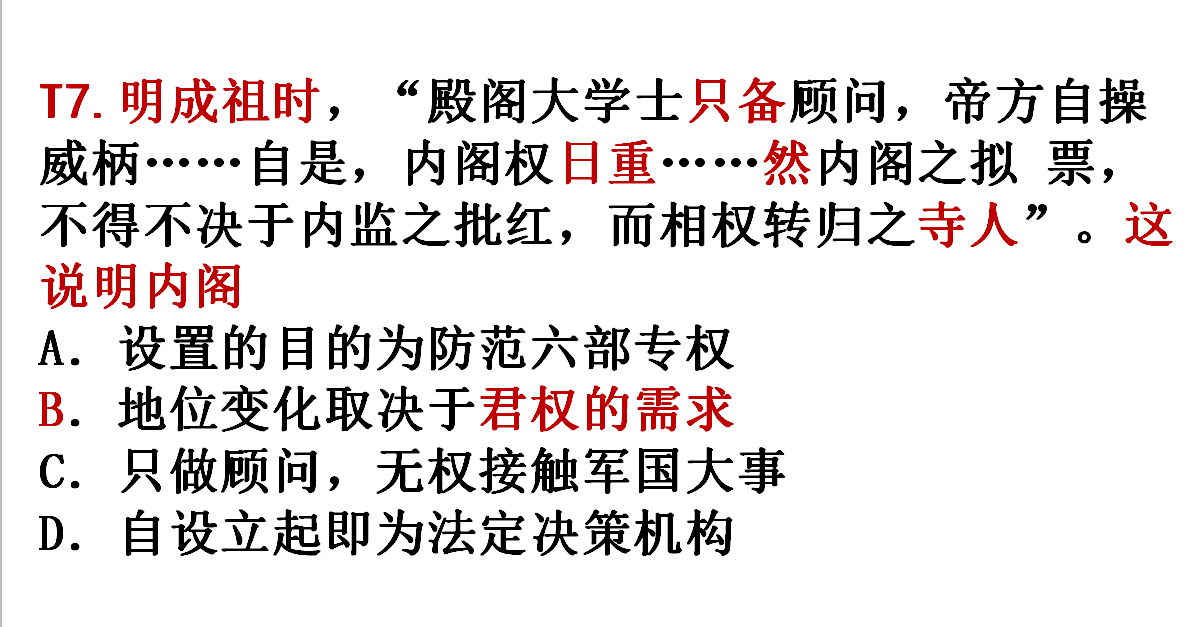 T7. 明成祖时，“殿阁大学士只备顾问，帝方自操
威柄……自是，内阁权日重……然内阁之拟 票，
不得不决于内监之批红，而相权转归之寺人”。这
说明内阁
A. 设置的目的为防范六部专权
B. 地位变化取决于君权的需求
C. 只做顾问，无权接触军国大事
D. 自设立起即为法定决策机构